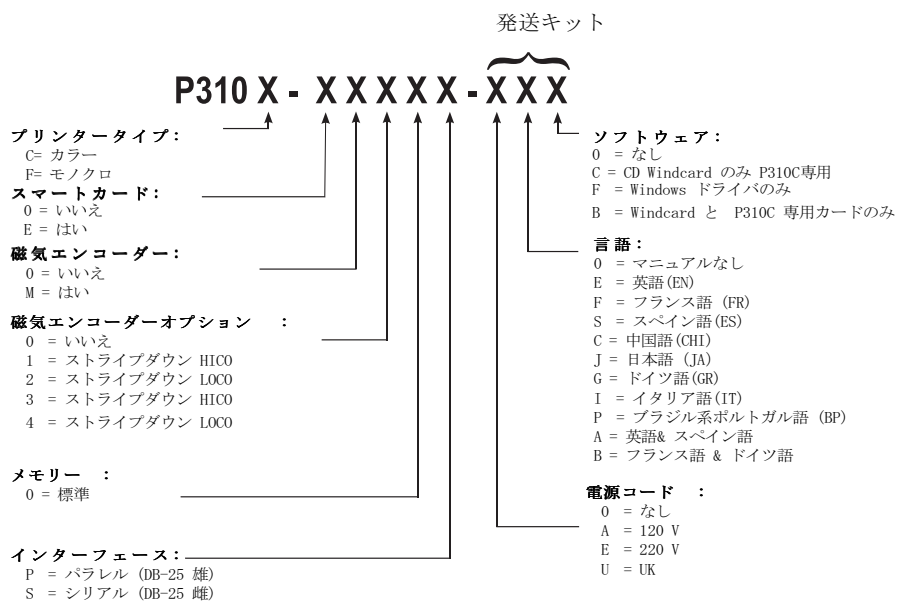 発送キット
P310 X - X X X X X - X X X
プリンタータイプ:
C= カラー
F= モノクロ
スマートカード:
0 = いいえ
E = はい
磁気エンコーダー:
0 = いいえ
M = はい
磁気エンコーダーオプション :
0 = いいえ
1 = ストライプダウン HICO
2 = ストライプダウン LOCO
3 = ストライプダウン HICO
4 = ストライプダウン LOCO
メモリー :
0 = 標準
インターフェース:
P = パラレル (DB-25 雄)
S = シリアル (DB-25 雌)
ソフトウェア:
0 = なし
C = CD Windcard のみ P310C専用
F = Windows ドライバのみ
B = Windcard と P310C 専用カードのみ
言語:
0 = マニュアルなし
E = 英語(EN)
F = フランス語 (FR)
S = スペイン語(ES)
C = 中国語(CHI)
J = 日本語 (JA)
G = ドイツ語(GR)
I = イタリア語(IT)
P = ブラジル系ポルトガル語 (BP)
A = 英語& スペイン語
B = フランス語 & ドイツ語
電源コード :
0 = なし
A = 120 V
E = 220 V
U = UK